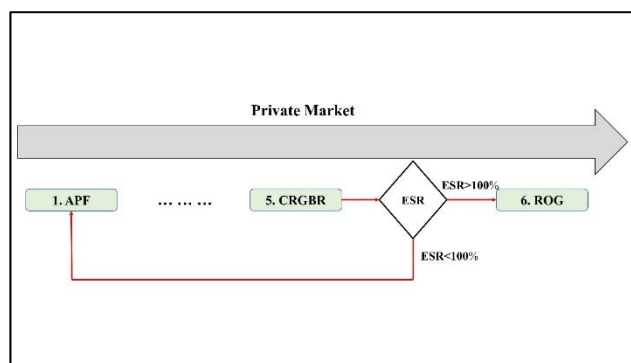 Private Market
1. APF
... ... ...
5. CRGBR
ESR
ESR>100%
6. ROG
ESR<100%